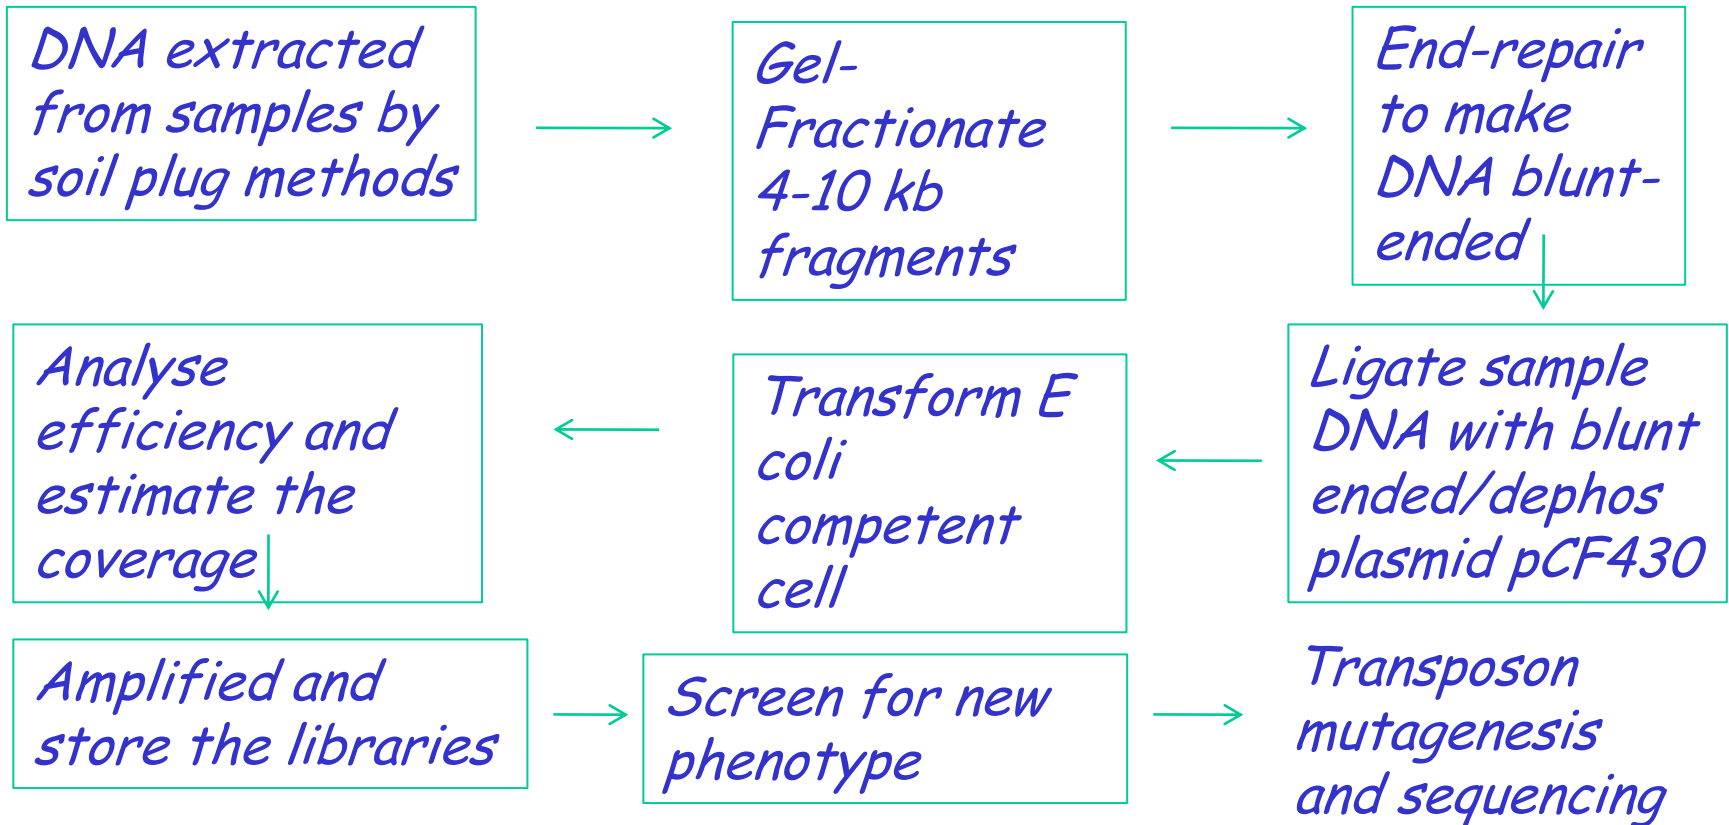 DNA extracted
from samples by
soil plug methods
Gel-
Fractionate
4-10 kb
fragments
End-repair
to make
DNA blunt-
ended
Ligate sample
DNA with blunt
ended/dephos
plasmid pCF430
Transform E
coli
competent
cell
Analyse
efficiency and
estimate the
coverage
Amplified and
store the libraries
Screen for new
phenotype
Transposon
mutagenesis
and sequencing